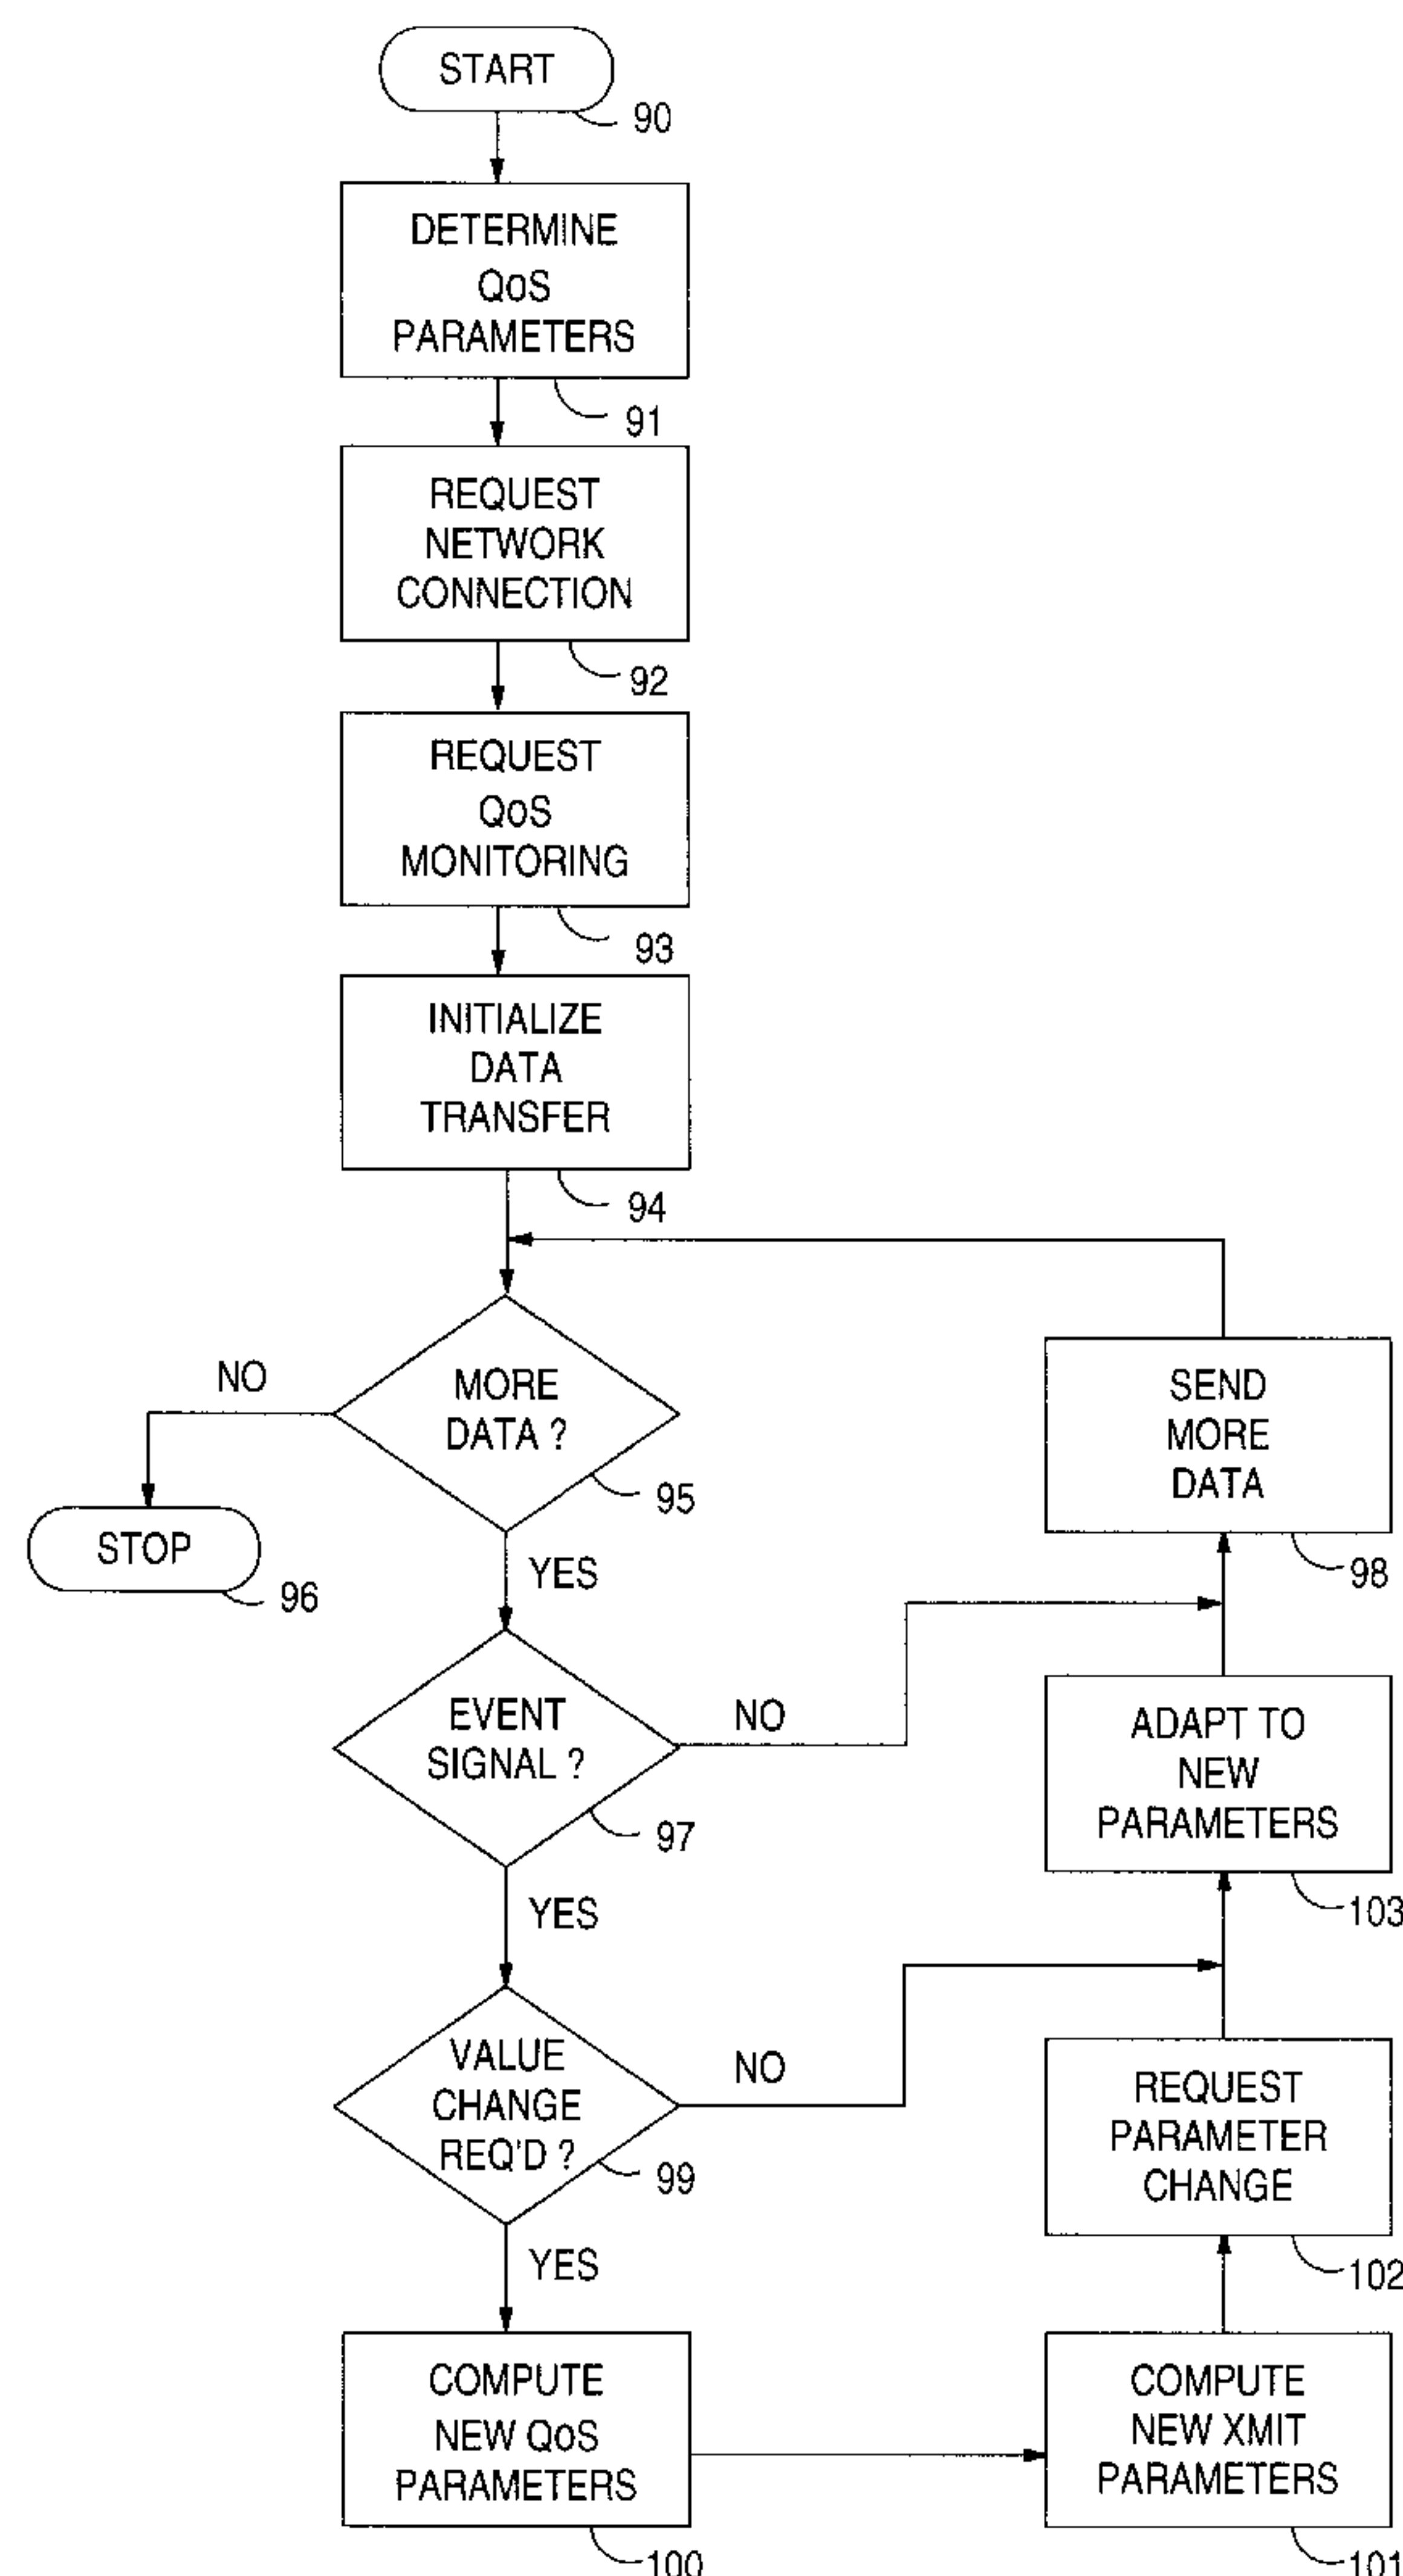 START
90
DETERMINE
QoS
PARAMETERS
91
REQUEST
NETWORK
CONNECTION
92
REQUEST
QoS
MONITORING
93
INITIALIZE
DATA
TRANSFER
94
MORE
DATA ?
95
NO
STOP
96
YES
EVENT
SIGNAL ?
97
NO
YES
VALUE
CHANGE
REQ'D ?
99
NO
YES
COMPUTE
NEW QoS
PARAMETERS
100
COMPUTE
NEW XMIT
PARAMETERS
101
REQUEST
PARAMETER
CHANGE
102
ADAPT TO
NEW
PARAMETERS
103
SEND
MORE
DATA
98